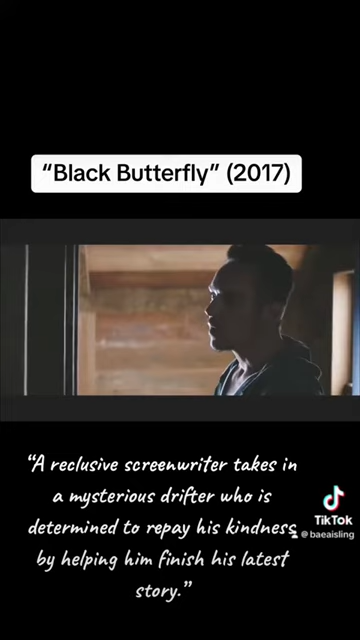 “Black Butterfly” (2017)
“A reclusive screenwriter takes in
a mysterious drifter who is
determined to repay his kindness
by helping him finish his latest
story.”
TikTok
@baeaisling